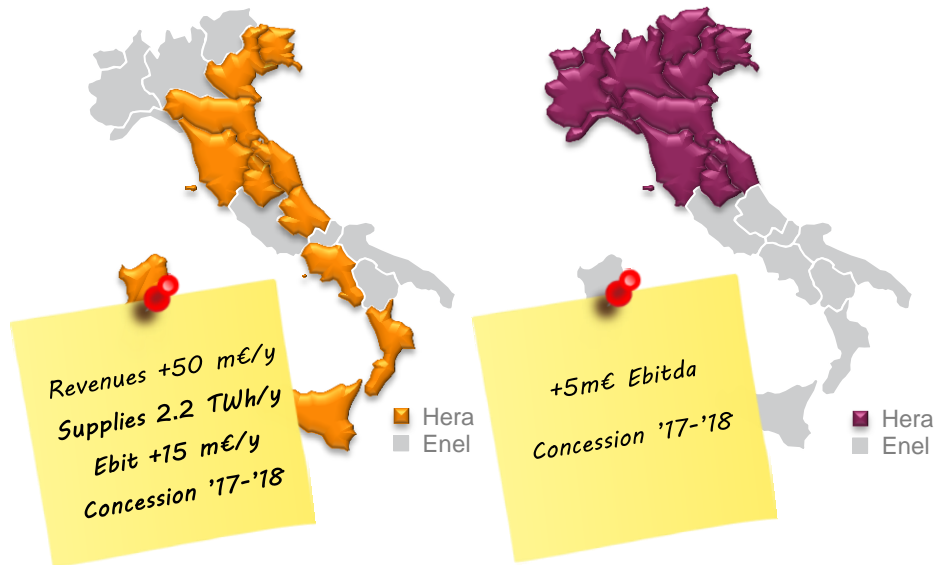 Revenues +50 m€/y
Supplies 2.2 TWh/y
Ebit +15 m€/y
Concession '17-'18
Hera
Enel
+5m€ Ebitda
Concession '17-'18
Hera
Enel